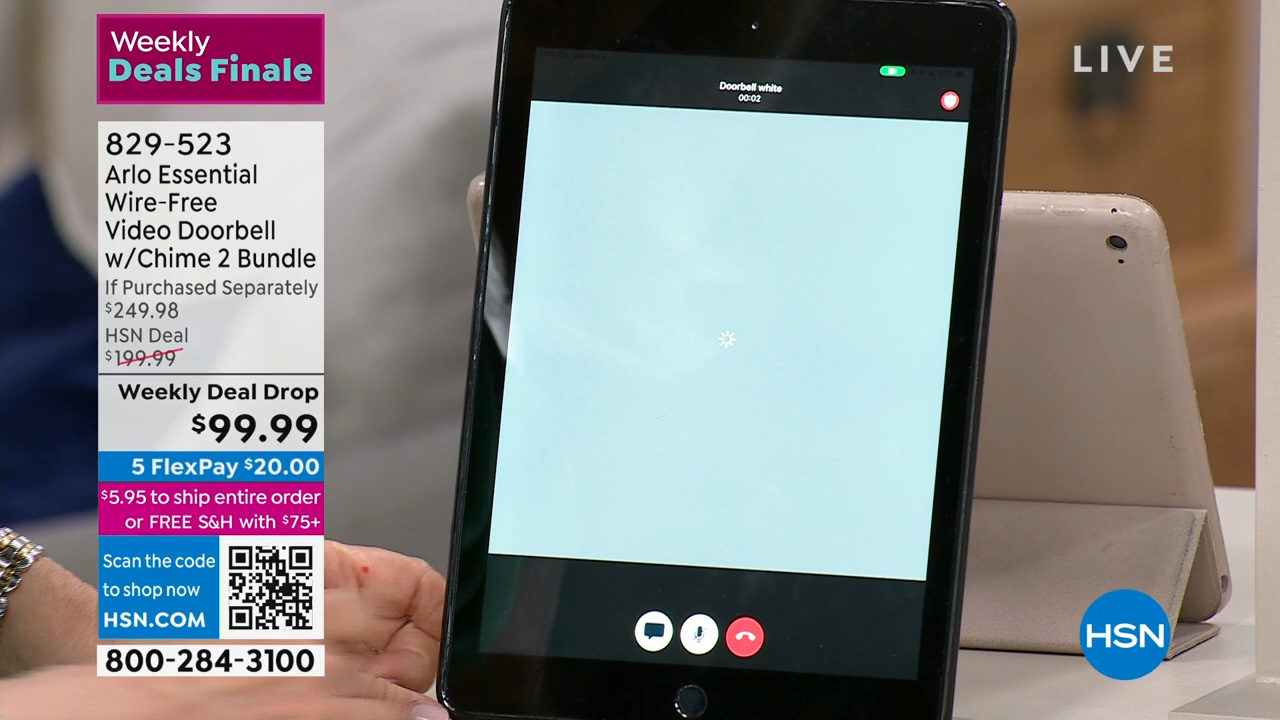 Weekly
Deals Finale
829-523
Arlo Essential
Wire-Free
Video Doorbell
w/Chime 2 Bundle
If Purchased Separately
$249.98
HSN Deal
$199.99
Weekly Deal Drop
$99.99
5 FlexPay $20.00
$5.95 to ship entire order
or FREE S&H with $75+
Scan the code
to shop now
HSN.COM
800-284-3100
Doorbell white
00:02
LIVE
HSN